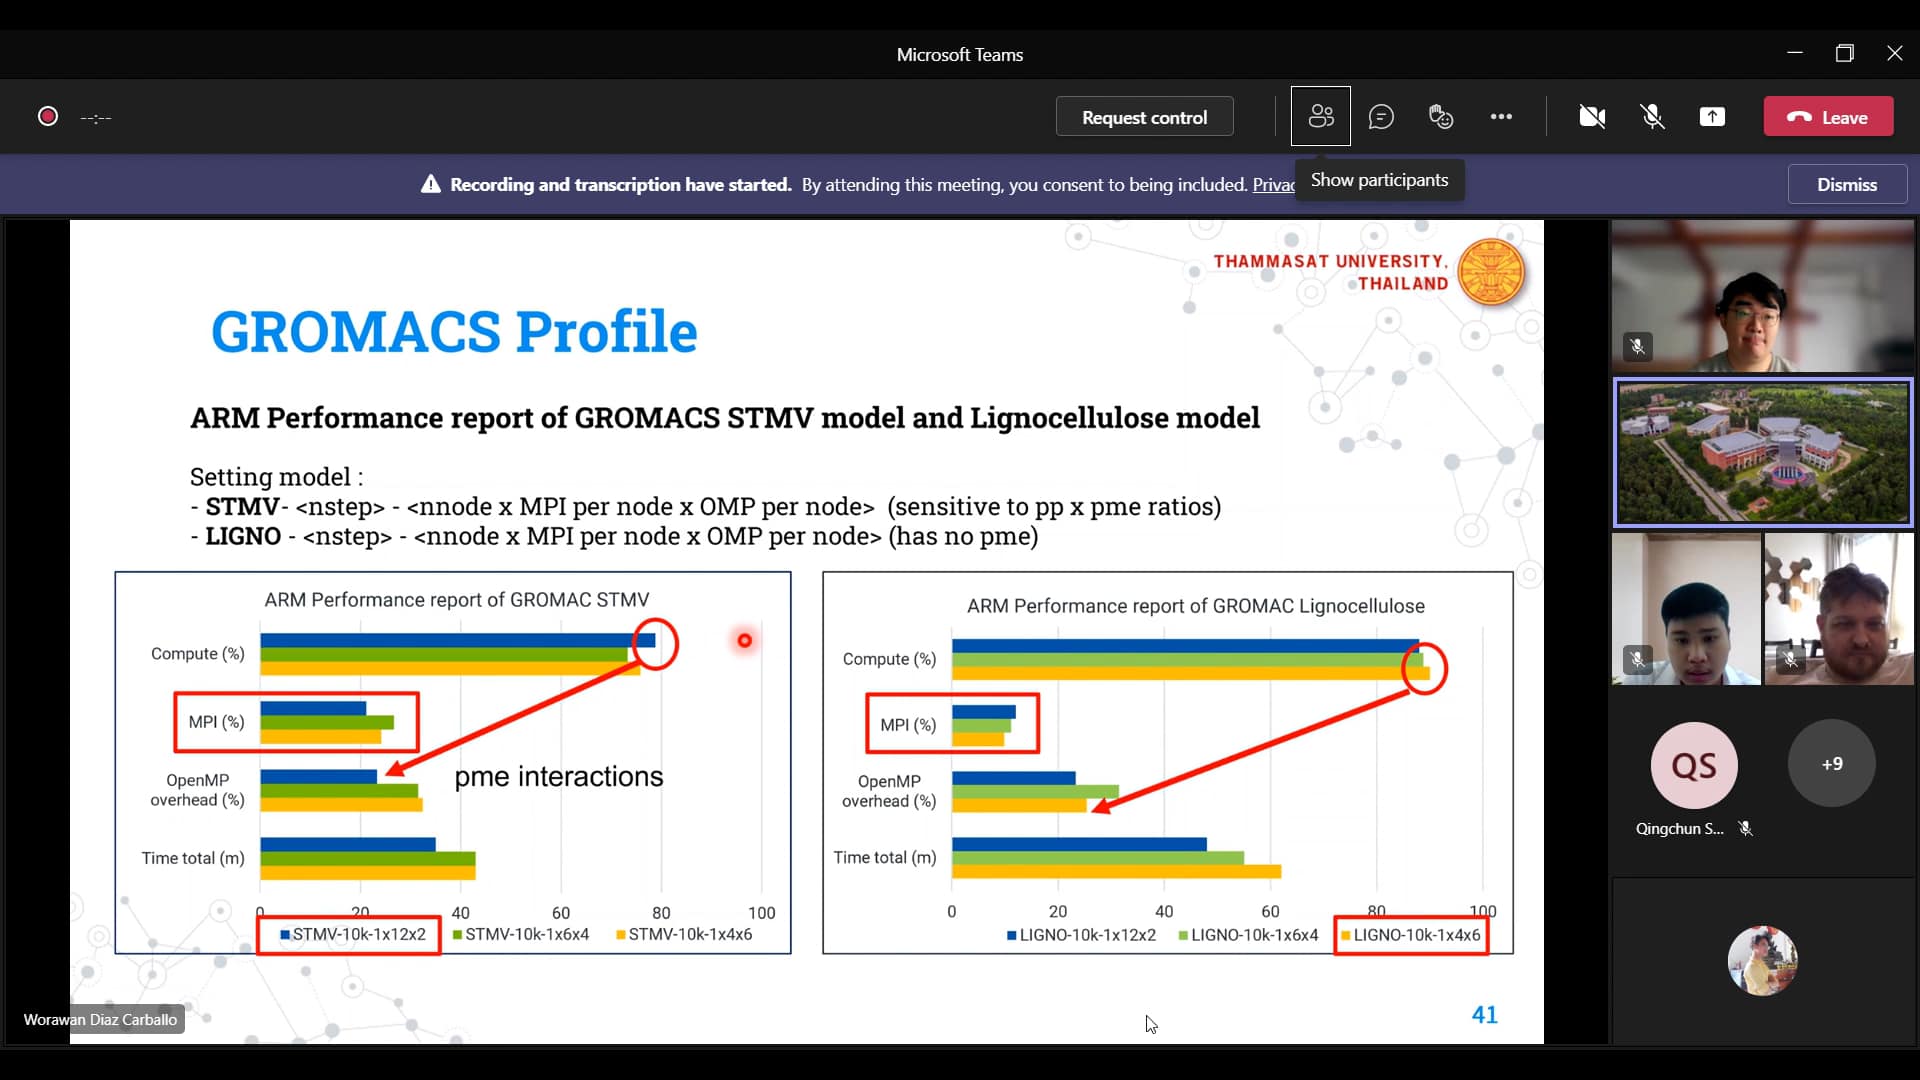 Microsoft Teams
--:--
Request control
Leave
Recording and transcription have started. By attending this meeting, you consent to being included. Privac
Show participants
Dismiss
THAMMASAT UNIVERSITY,
THAILAND
GROMACS Profile
ARM Performance report of GROMACS STMV model and Lignocellulose model
Setting model :
- STMV- <nstep> - <nnode x MPI per node x OMP per node> (sensitive to pp x pme ratios)
- LIGNO - <nstep> - <nnode x MPI per node x OMP per node> (has no pme)
ARM Performance report of GROMAC STMV
Compute (%)
MPI (%)
OpenMP
overhead (%)
pme interactions
Time total (m)
0 20 40 60 80 100
STMV-10k-1x12x2 STMV-10k-1x6x4 STMV-10k-1x4x6
ARM Performance report of GROMAC Lignocellulose
Compute (%)
MPI (%)
OpenMP
overhead (%)
Time total (m)
0 20 40 60 80 100
LIGNO-10k-1x12x2 LIGNO-10k-1x6x4 LIGNO-10k-1x4x6
41
Worawan Diaz Carballo
QS
Qingchun S...
+9